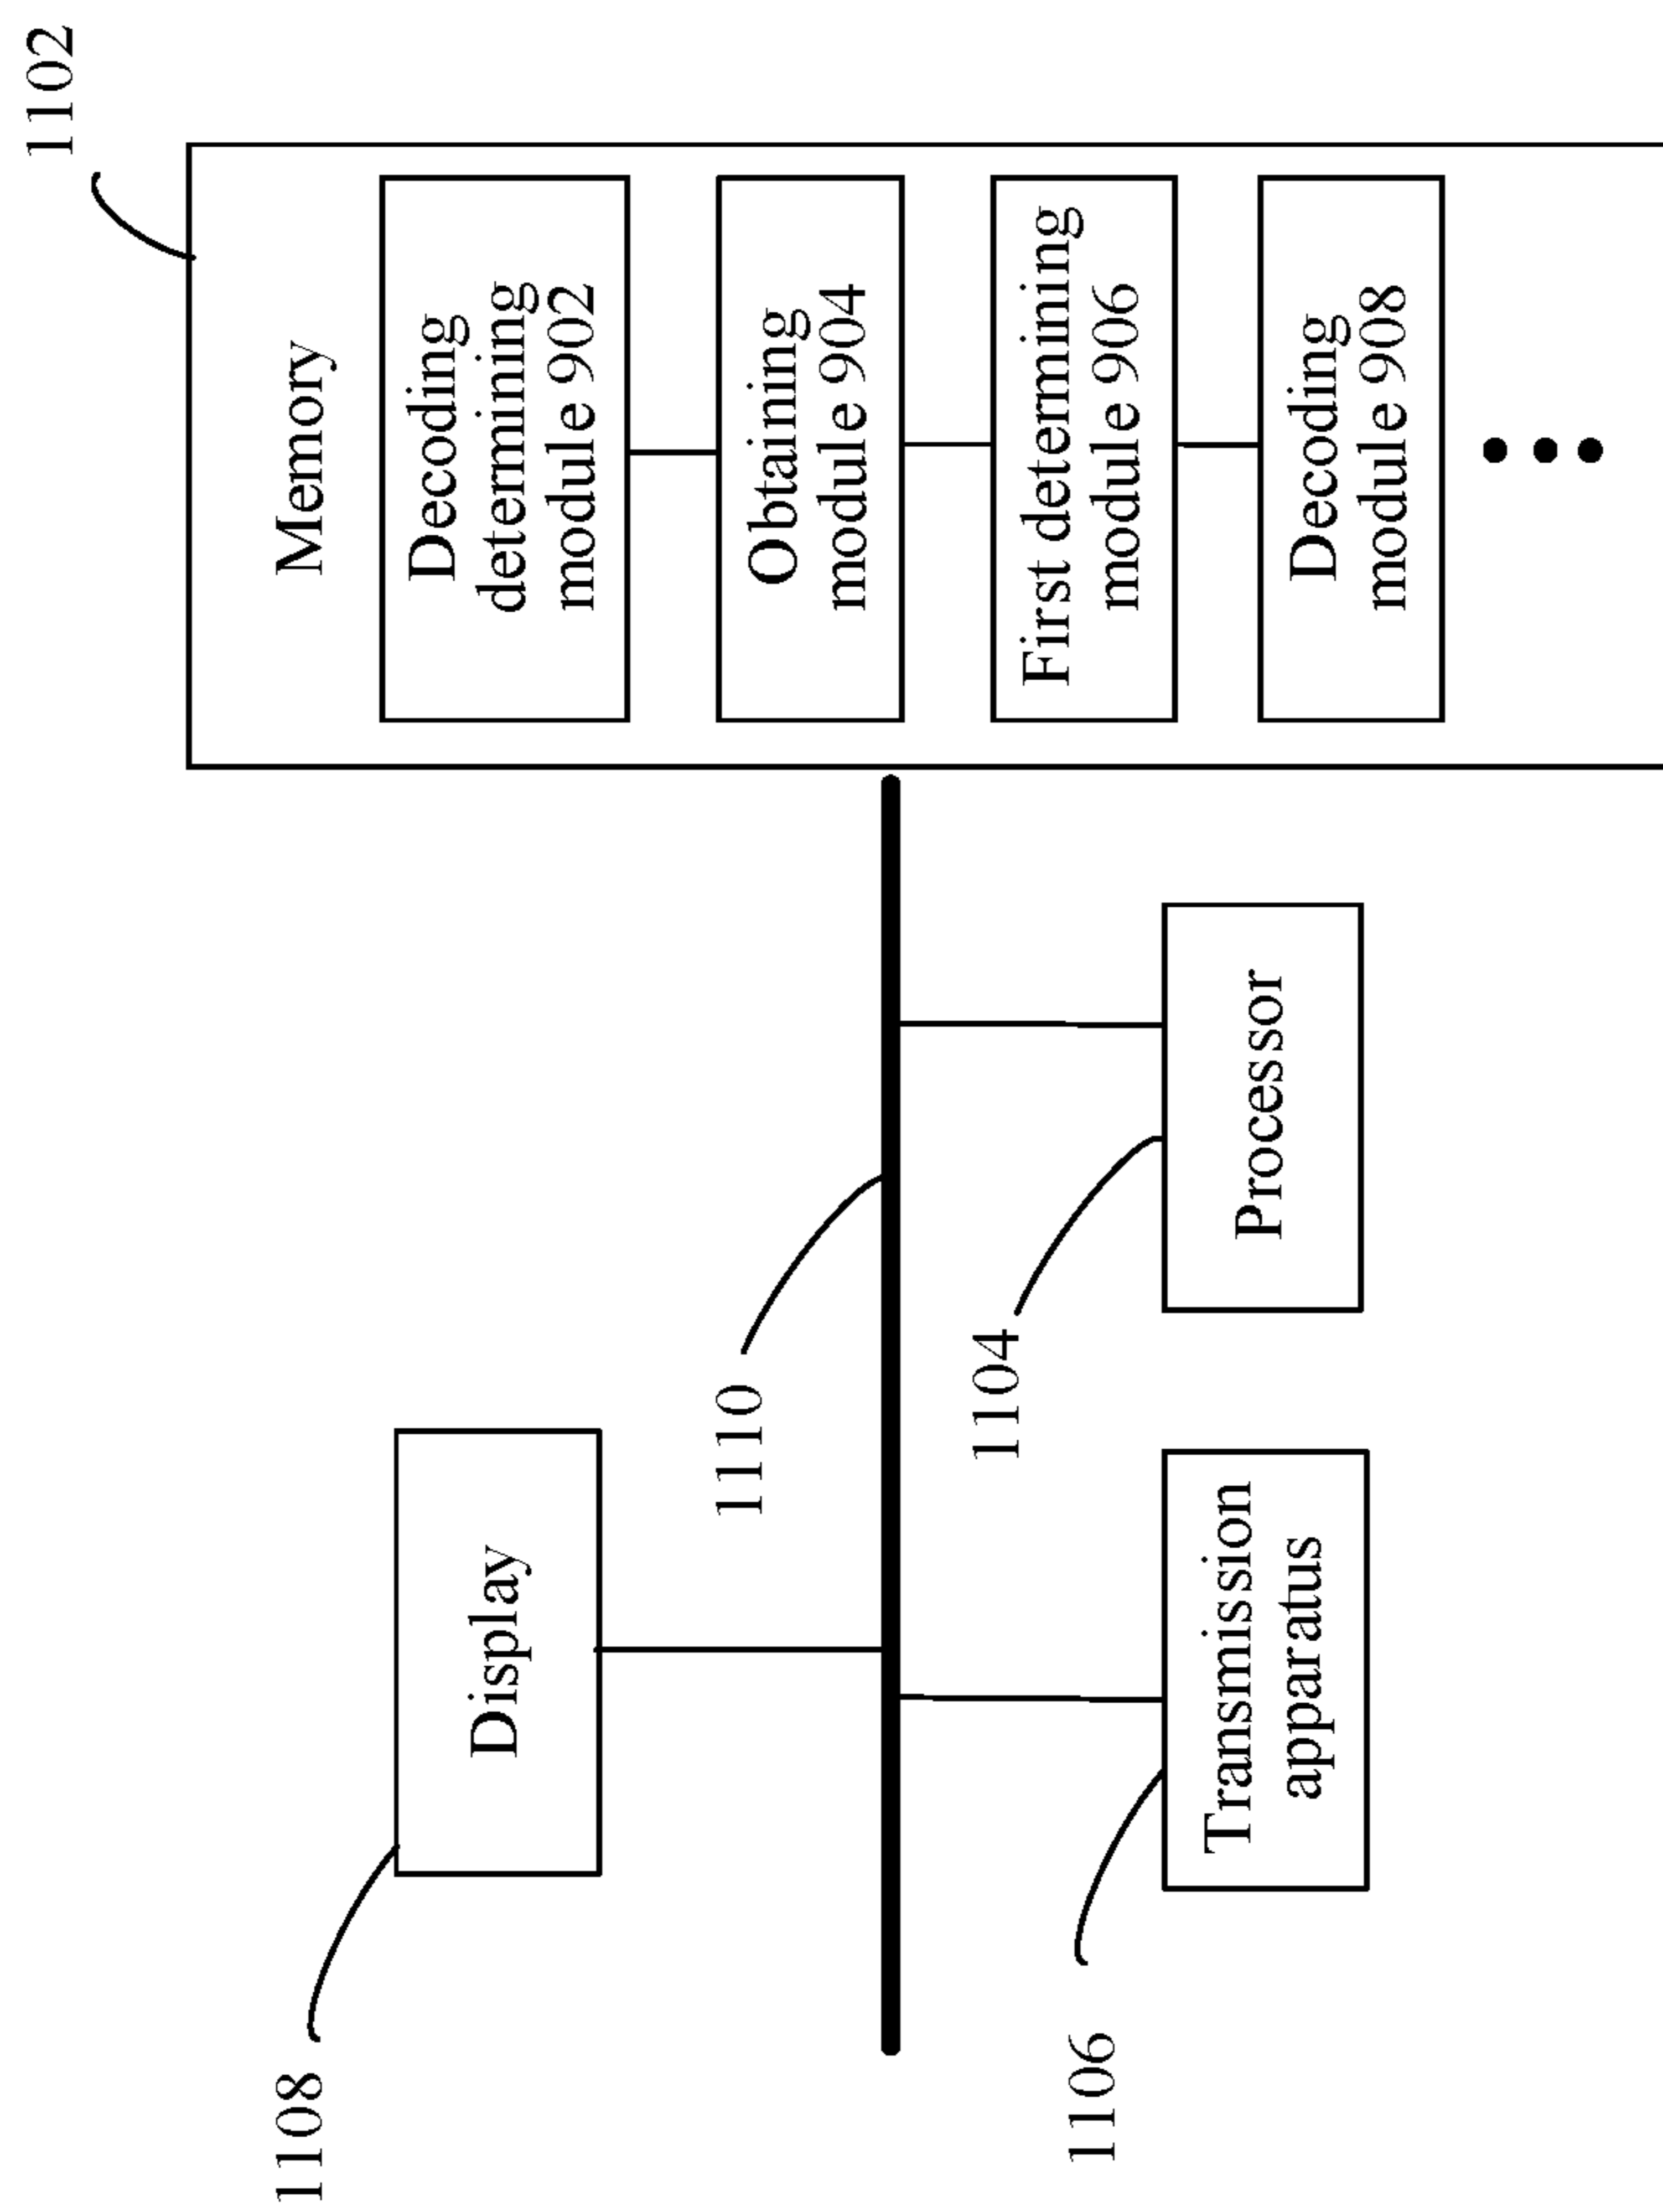 1102
Memory
Decoding
determining
module 902
Obtaining
module 904
First determining
module 906
Decoding
module 908
1108
Display
1110
1104
Processor
1106
Transmission
apparatus